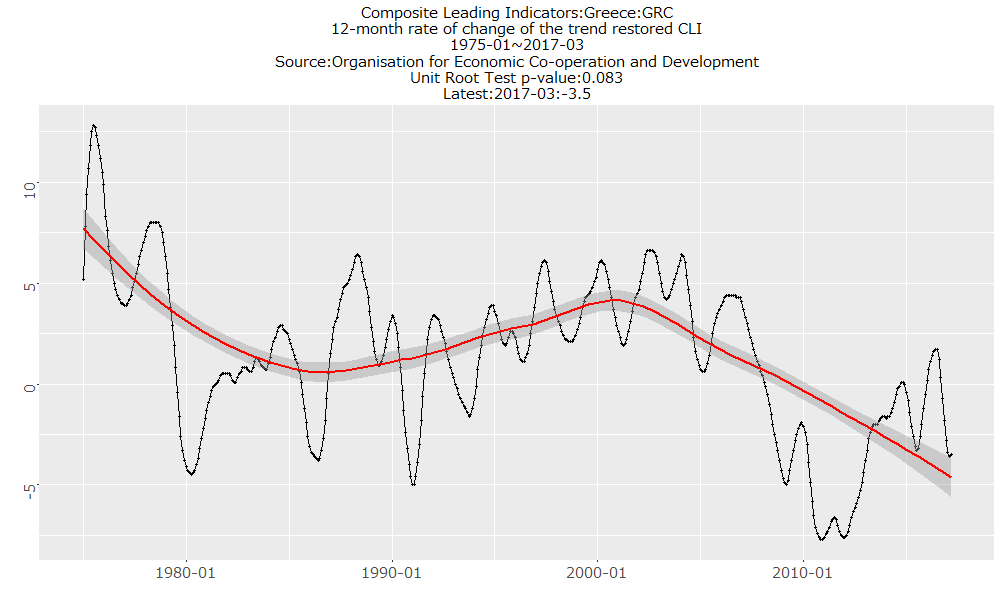 Composite Leading Indicators:Greece:GRC
12-month rate of change of the trend restored CLI
1975-01~2017-03
Source:Organisation for Economic Co-operation and Development
Unit Root Test p-value:0.083
Latest:2017-03:-3.5
10
5
0
-5
1980-01 1990-01 2000-01 2010-01